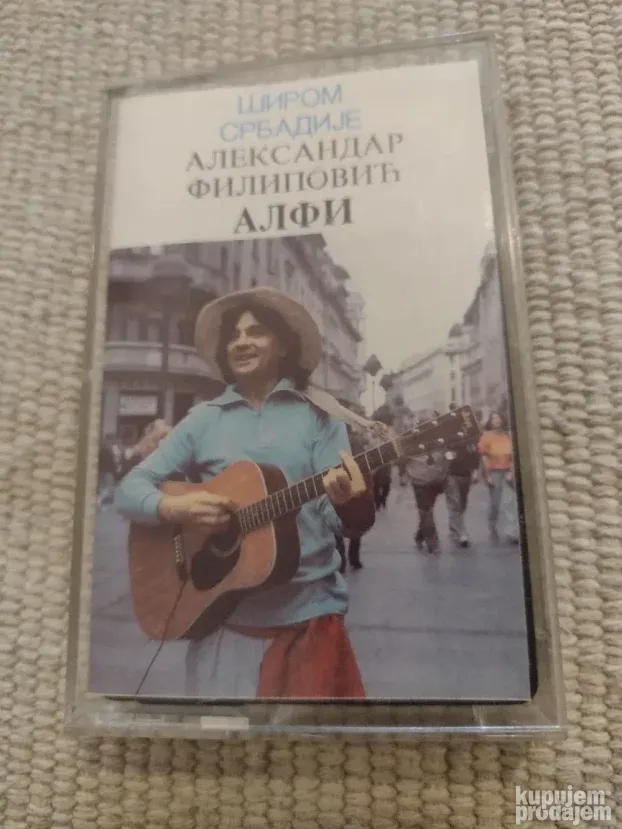 ШИРОМ
СРБАДИЈЕ
АЛЕКСАНДАР
ФИЛИПОВИЋ
АЛФИ
kupujem
prodajem